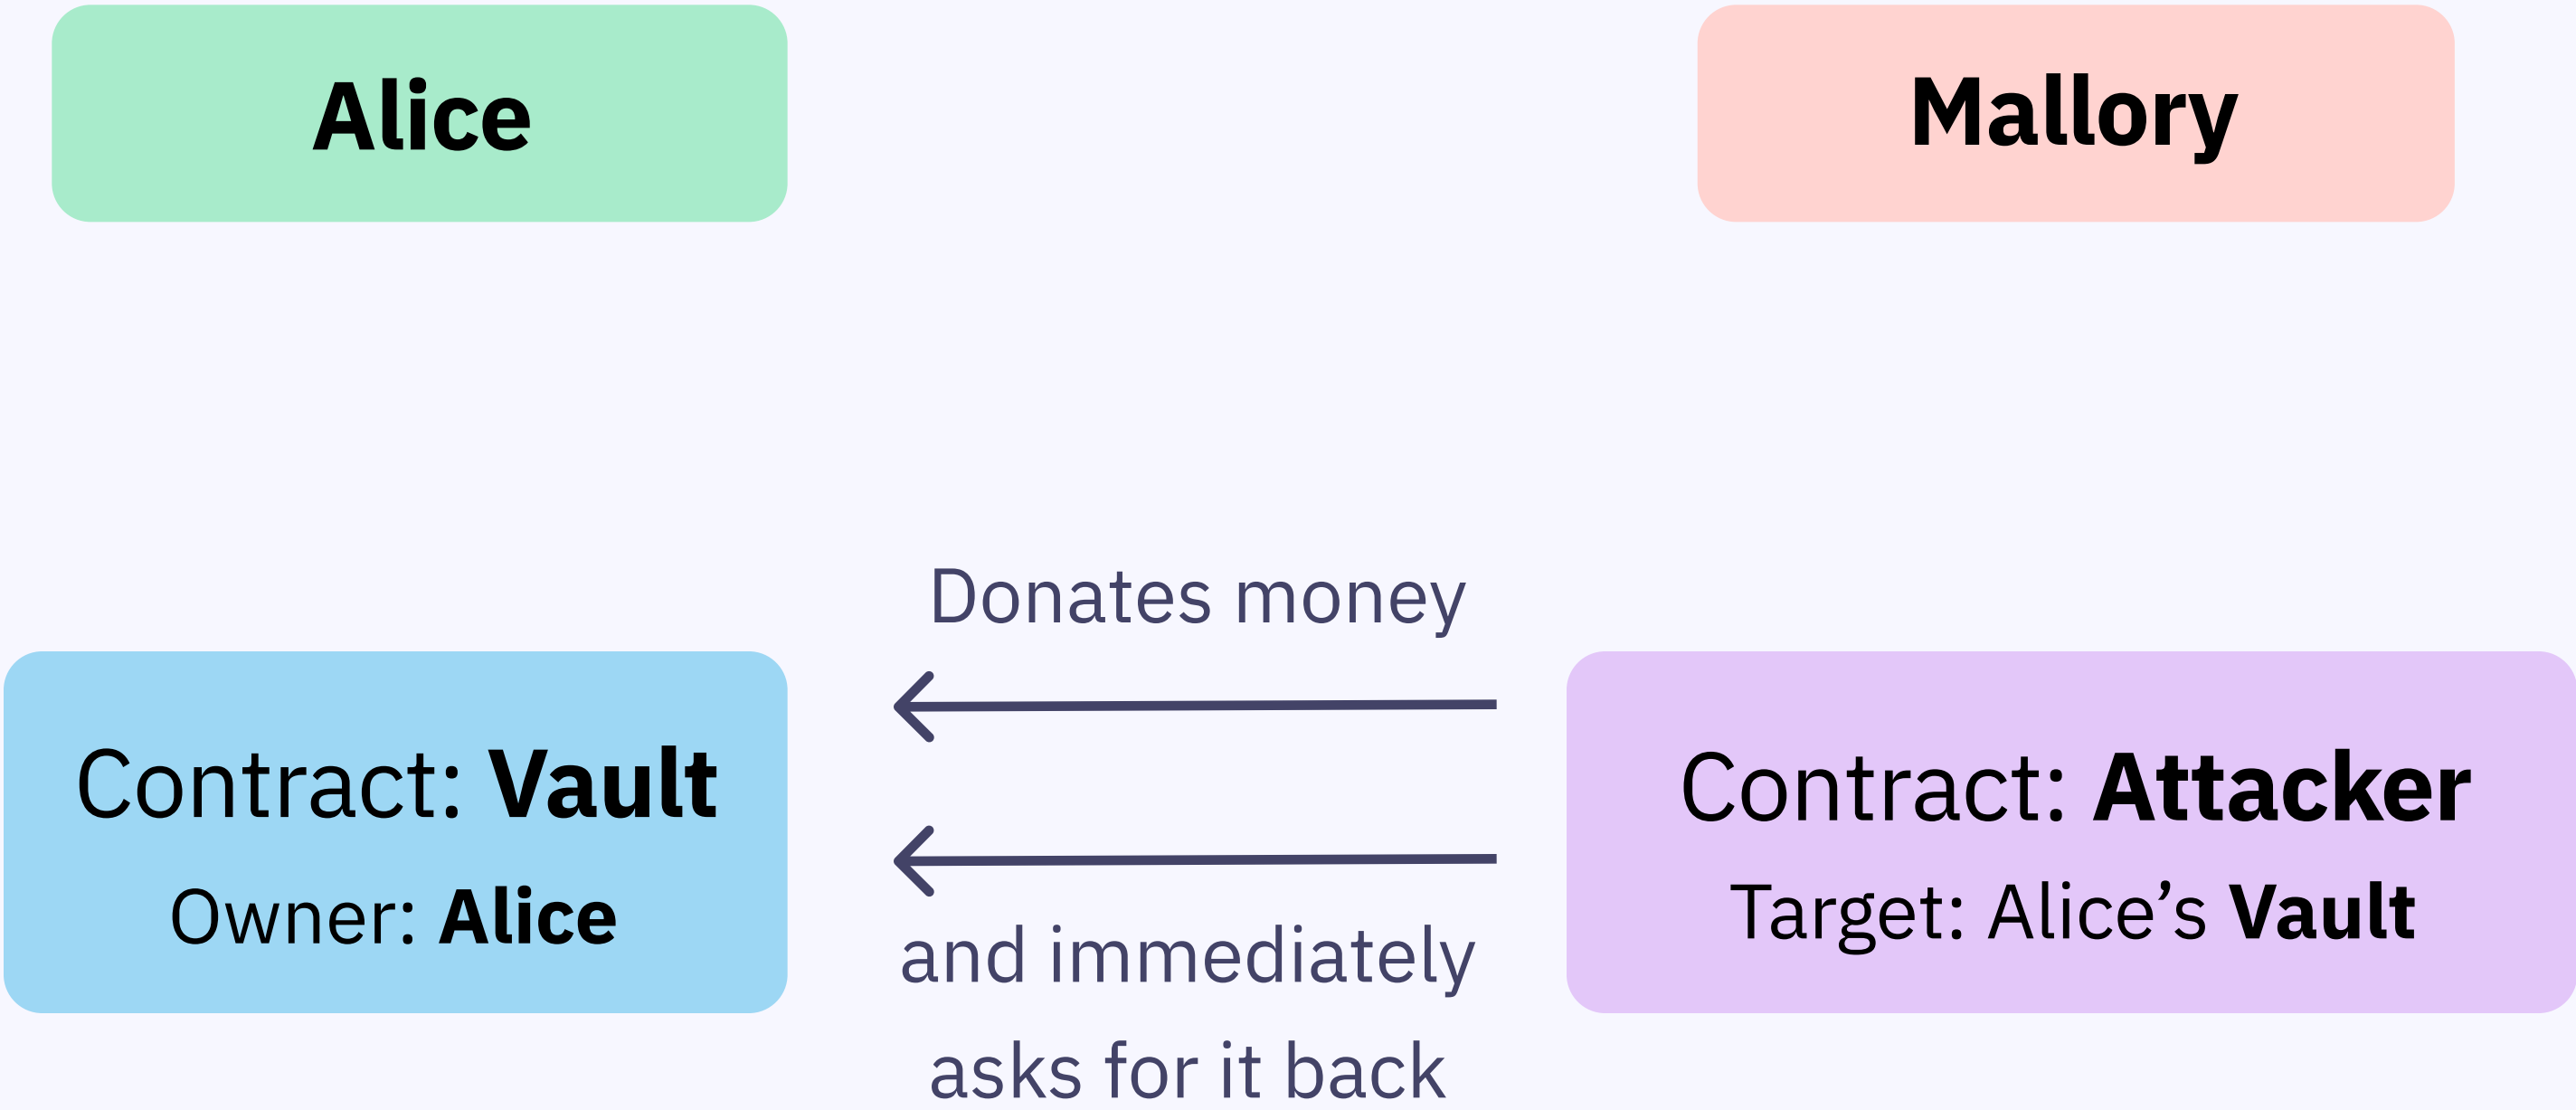 Alice
Mallory
Donates money
Contract: Vault
Owner: Alice
Contract: Attacker
Target: Alice’s Vault
and immediately
asks for it back